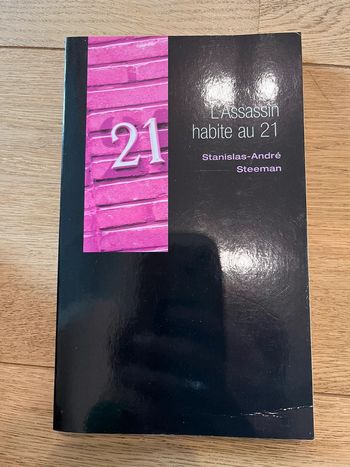 21
L'Assassin
habite au 21
Stanislas-André
Steeman